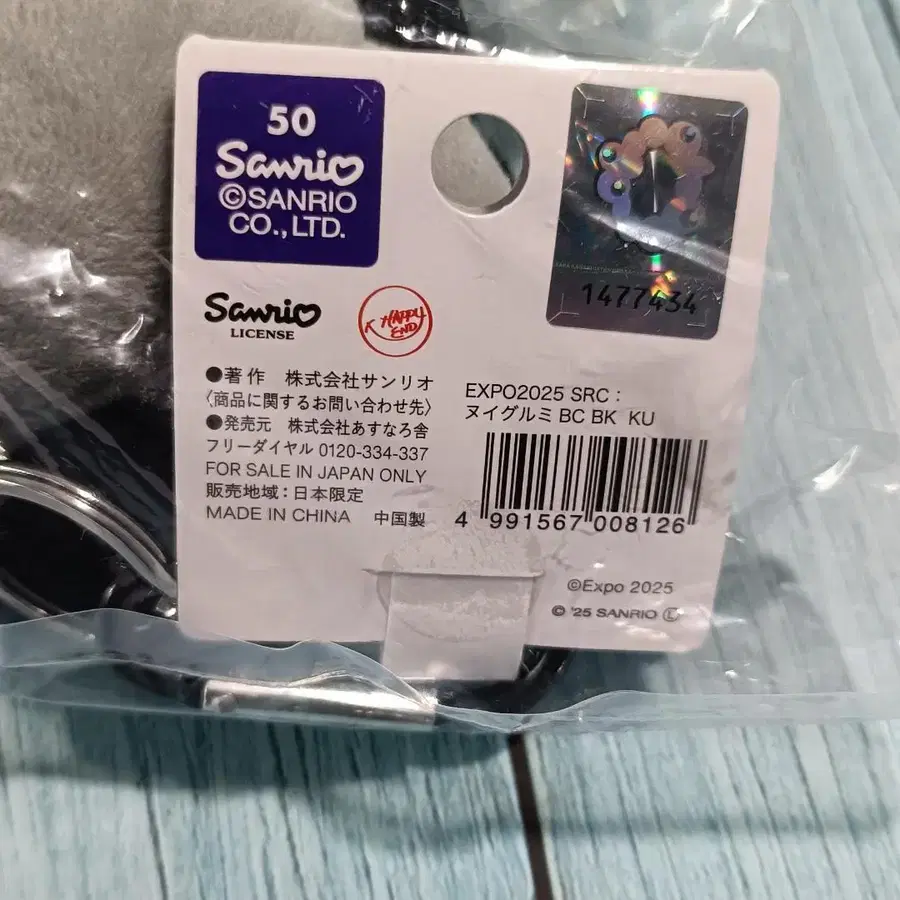 50
Sanrio
©SANRIO
CO.,LTD.
1477434
Sanrio
LICENSE
K HAPPY
END
●著作 株式会社サンリオ
〈商品に関するお問い合わせ先〉
●発売元 株式会社あすなろ舎
フリーダイヤル 0120-334-337
FOR SALE IN JAPAN ONLY
販売地域：日本限定
MADE IN CHINA 中国製
EXPO2025 SRC：
ヌイグルミ BC BK KU
4 991567 008126
©Expo 2025
© '25 SANRIO Ⓛ